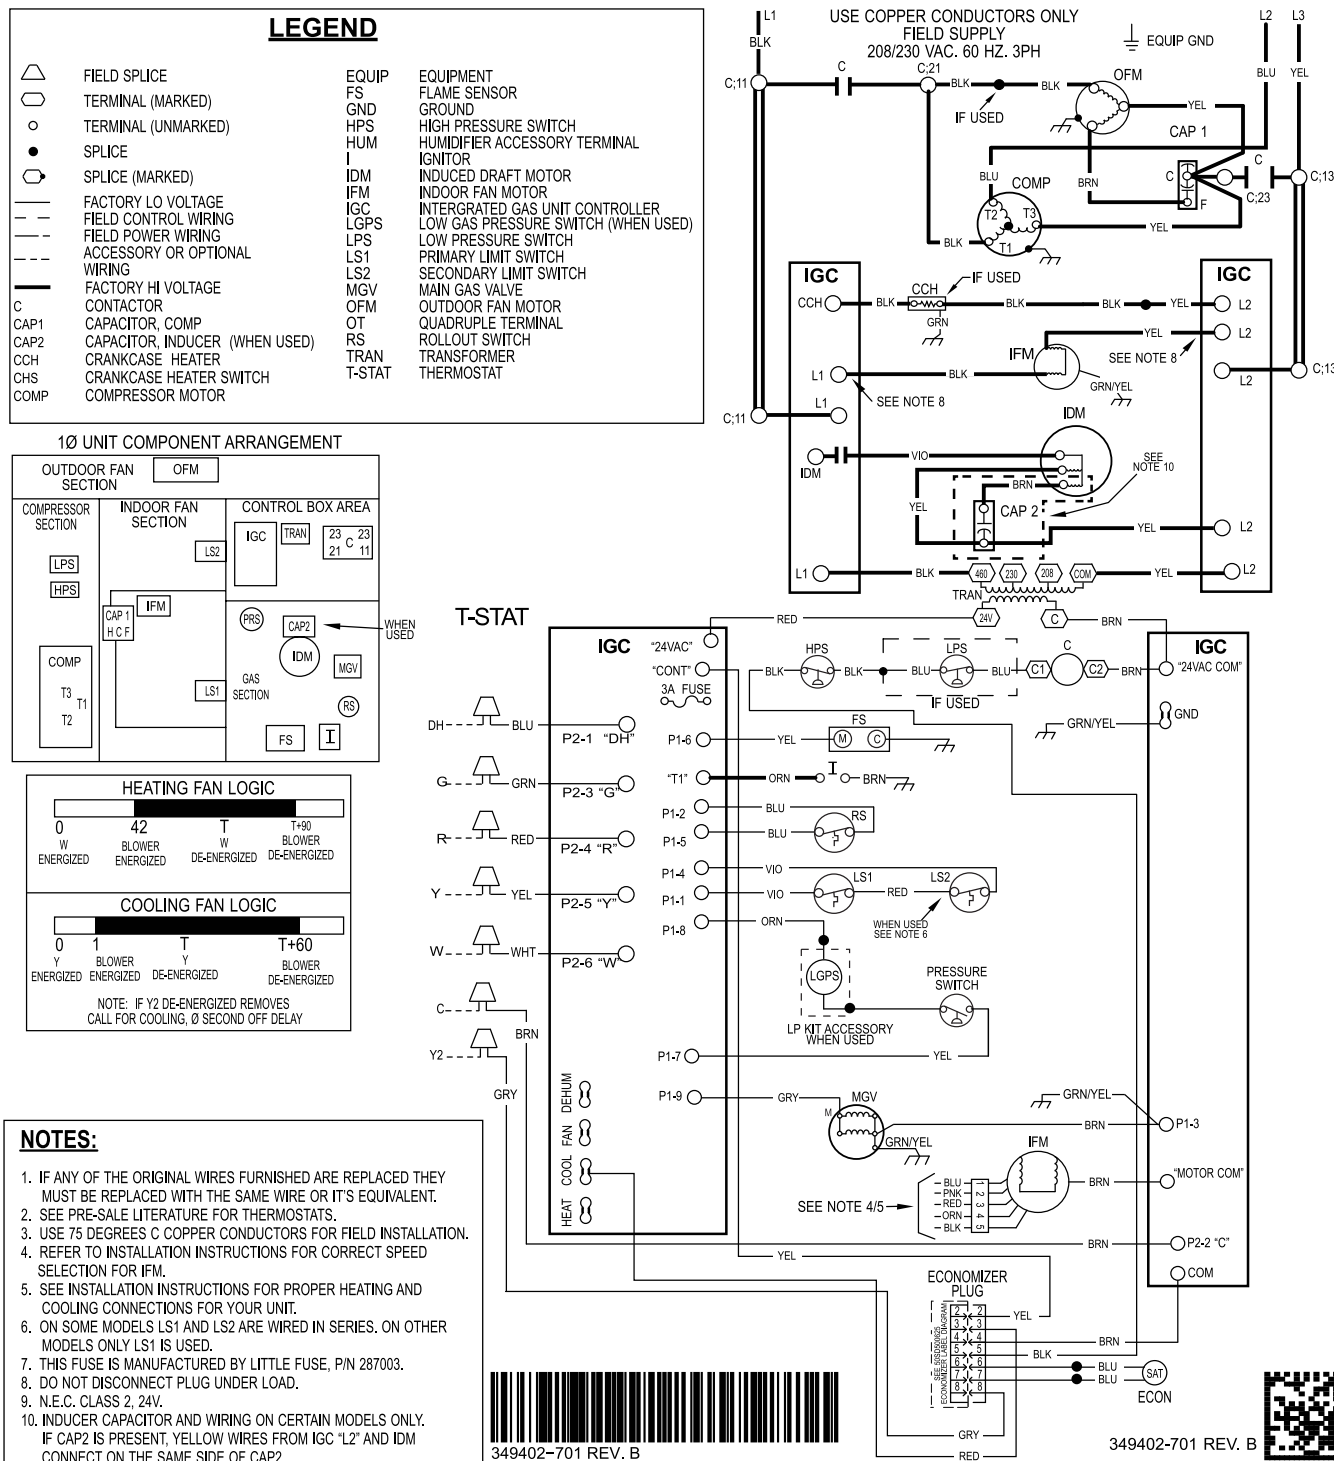 LEGEND
FIELD SPLICE
TERMINAL (MARKED)
TERMINAL (UNMARKED)
SPLICE
SPLICE (MARKED)
FACTORY LO VOLTAGE
FIELD CONTROL WIRING
FIELD POWER WIRING
ACCESSORY OR OPTIONAL
WIRING
FACTORY HI VOLTAGE
C CONTACTOR
CAP1 CAPACITOR, COMP
CAP2 CAPACITOR, INDUCER (WHEN USED)
CCH CRANKCASE HEATER
CHS CRANKCASE HEATER SWITCH
COMP COMPRESSOR MOTOR
EQUIP EQUIPMENT
FS FLAME SENSOR
GND GROUND
HPS HIGH PRESSURE SWITCH
HUM HUMIDIFIER ACCESSORY TERMINAL
I IGNITOR
IDM INDUCED DRAFT MOTOR
IFM INDOOR FAN MOTOR
IGC INTERGRATED GAS UNIT CONTROLLER
LGPS LOW GAS PRESSURE SWITCH (WHEN USED)
LPS LOW PRESSURE SWITCH
LS1 PRIMARY LIMIT SWITCH
LS2 SECONDARY LIMIT SWITCH
MGV MAIN GAS VALVE
OFM OUTDOOR FAN MOTOR
OT QUADRUPLE TERMINAL
RS ROLLOUT SWITCH
TRAN TRANSFORMER
T-STAT THERMOSTAT
L1
BLK
USE COPPER CONDUCTORS ONLY
FIELD SUPPLY
208/230 VAC. 60 HZ. 3PH
EQUIP GND
L2 L3
BLU YEL
C;11
C
C;21
BLK
BLK
IF USED
OFM
YEL
CAP 1
C
C
F
C;23
C;13
BLU
COMP
BRN
T2
T3
T1
BLK
YEL
IGC
CCH
BLK
CCH
IF USED
GRN
BLK
BLK
YEL
IGC
L2
YEL
L2
IFM
SEE NOTE 8
L1
BLK
GRN/YEL
L2
C;13
SEE NOTE 8
C;11
L1
IDM
IDM
VIO
SEE
NOTE 10
BRN
YEL
CAP 2
YEL
L2
L1
BLK
460
230
208
COM
YEL
L2
TRAN
24V
C
RED
BRN
1Ø UNIT COMPONENT ARRANGEMENT
OUTDOOR FAN
SECTION
OFM
COMPRESSOR
SECTION
INDOOR FAN
SECTION
CONTROL BOX AREA
IGC
TRAN
23 C 23
21 11
LS2
LPS
HPS
CAP 1
H C F
IFM
PRS
CAP2
WHEN
USED
IDM
COMP
T3
T1
T2
MGV
GAS
SECTION
LS1
RS
FS
I
HEATING FAN LOGIC
0
W
ENERGIZED
42
BLOWER
ENERGIZED
T
W
DE-ENERGIZED
T+90
BLOWER
DE-ENERGIZED
COOLING FAN LOGIC
0
Y
ENERGIZED
1
BLOWER
ENERGIZED
T
Y
DE-ENERGIZED
T+60
BLOWER
DE-ENERGIZED
NOTE: IF Y2 DE-ENERGIZED REMOVES
CALL FOR COOLING, Ø SECOND OFF DELAY
T-STAT
IGC
"24VAC"
"CONT"
3A FUSE
DH
BLU
P2-1 "DH"
G
GRN
P2-3 "G"
R
RED
P2-4 "R"
Y
YEL
P2-5 "Y"
W
WHT
P2-6 "W"
C
BRN
Y2
GRY
P1-6
"T1"
P1-2
P1-5
P1-4
P1-1
P1-8
P1-7
P1-9
DEHUM
FAN
COOL
HEAT
BLK
HPS
BLK
BLU
LPS
BLU
IF USED
C1
C
C2
BRN
IGC
"24VAC COM"
GRN/YEL
GND
YEL
FS
M
C
ORN
I
BRN
BLU
BLU
RS
VIO
VIO
LS1
RED
LS2
WHEN USED
SEE NOTE 6
ORN
LGPS
PRESSURE
SWITCH
LP KIT ACCESSORY
WHEN USED
YEL
GRY
MGV
M
GRN/YEL
GRN/YEL
BRN
P1-3
IFM
BRN
"MOTOR COM"
SEE NOTE 4/5
BLU 1
PNK 2
RED 3
ORN 4
BLK 5
BRN
P2-2 "C"
YEL
COM
ECONOMIZER
PLUG
SEE 50SD500825
ECONOMIZER LABEL DIAGRAM
2 2
3 3
4 4
5 5
6 6
7 7
8 8
YEL
BRN
BLK
BLU
BLU
SAT
ECON
GRY
RED
NOTES:
1. IF ANY OF THE ORIGINAL WIRES FURNISHED ARE REPLACED THEY
MUST BE REPLACED WITH THE SAME WIRE OR IT'S EQUIVALENT.
2. SEE PRE-SALE LITERATURE FOR THERMOSTATS.
3. USE 75 DEGREES C COPPER CONDUCTORS FOR FIELD INSTALLATION.
4. REFER TO INSTALLATION INSTRUCTIONS FOR CORRECT SPEED
SELECTION FOR IFM.
5. SEE INSTALLATION INSTRUCTIONS FOR PROPER HEATING AND
COOLING CONNECTIONS FOR YOUR UNIT.
6. ON SOME MODELS LS1 AND LS2 ARE WIRED IN SERIES. ON OTHER
MODELS ONLY LS1 IS USED.
7. THIS FUSE IS MANUFACTURED BY LITTLE FUSE, P/N 287003.
8. DO NOT DISCONNECT PLUG UNDER LOAD.
9. N.E.C. CLASS 2, 24V.
10. INDUCER CAPACITOR AND WIRING ON CERTAIN MODELS ONLY.
IF CAP2 IS PRESENT, YELLOW WIRES FROM IGC "L2" AND IDM
CONNECT ON THE SAME SIDE OF CAP2
349402-701 REV. B
349402-701 REV. B